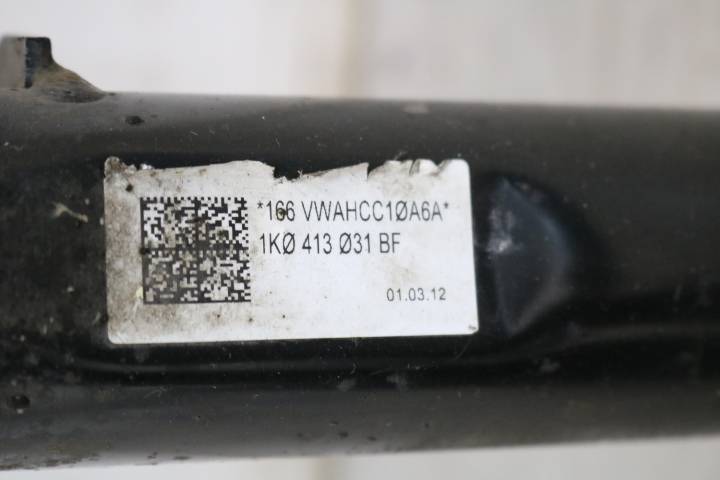 *166 VWAHCC1ØA6A*
1KØ 413 Ø31 BF
01.03.12